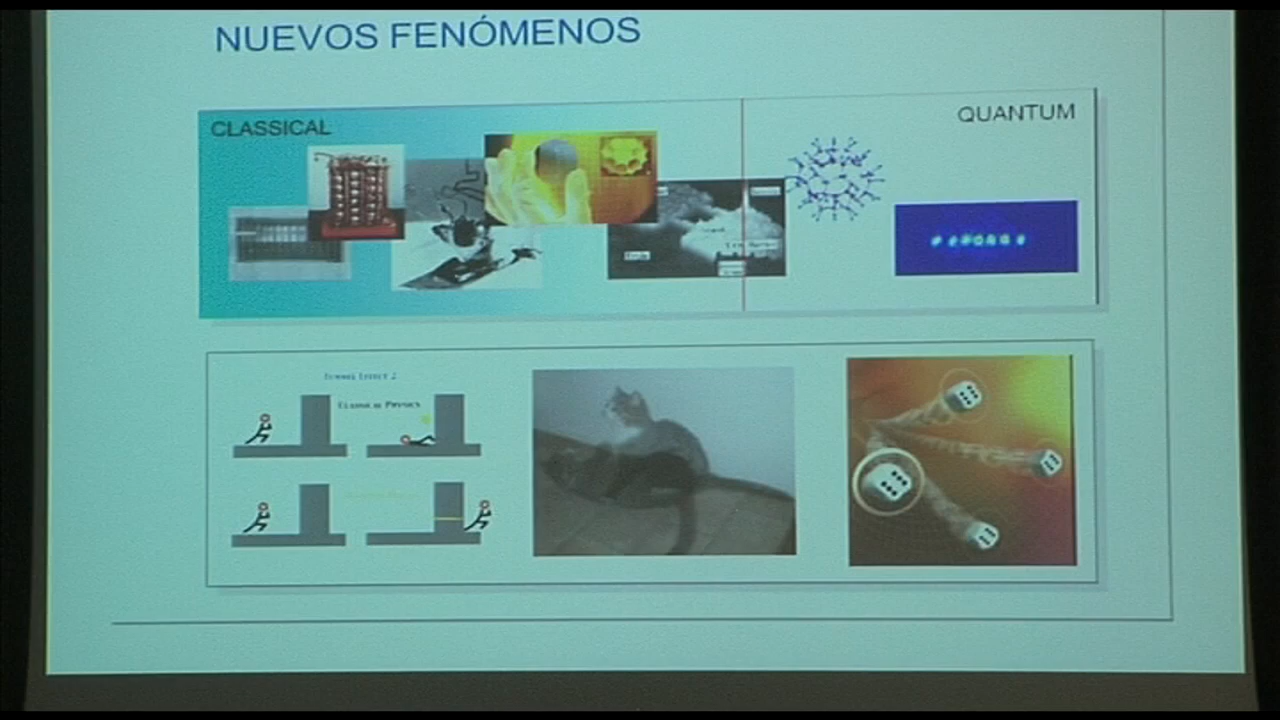 NUEVOS FENÓMENOS
CLASSICAL
QUANTUM
TUNNEL EFFECT
CLASSICAL PHYSICS